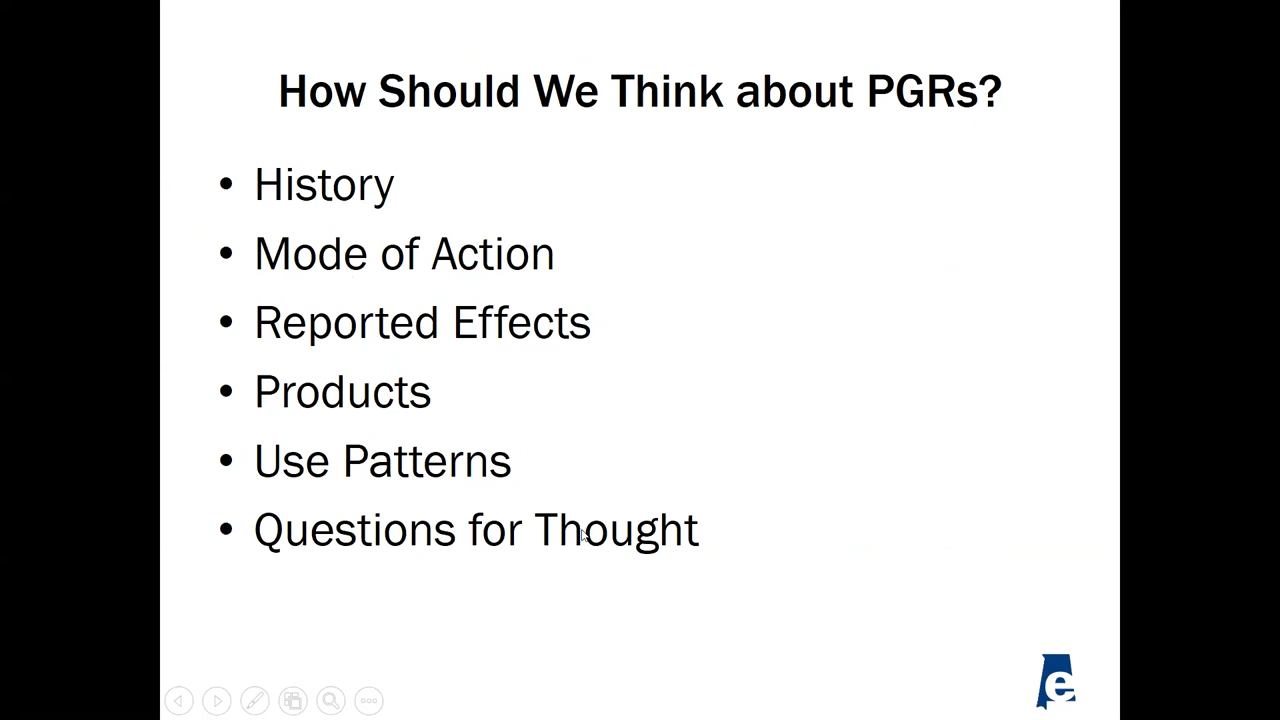 How Should We Think about PGRs?
• History
• Mode of Action
• Reported Effects
• Products
• Use Patterns
• Questions for Thought
e